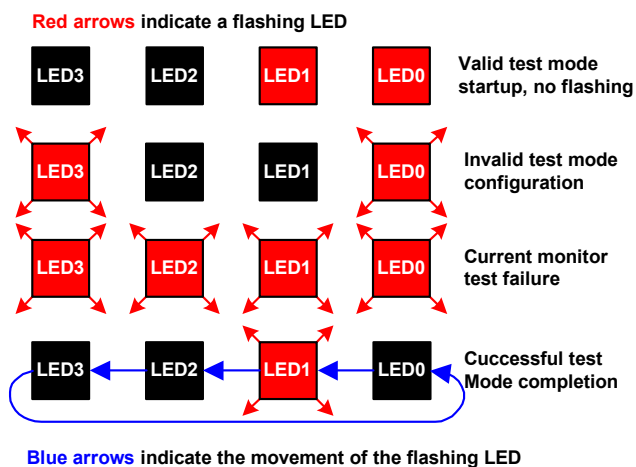 Red arrows indicate a flashing LED
LED3 LED2 LED1 LED0 Valid test mode
startup, no flashing
LED3 LED2 LED1 LED0 Invalid test mode
configuration
LED3 LED2 LED1 LED0 Current monitor
test failure
LED3 LED2 LED1 LED0 Cuccessful test
Mode completion
Blue arrows indicate the movement of the flashing LED